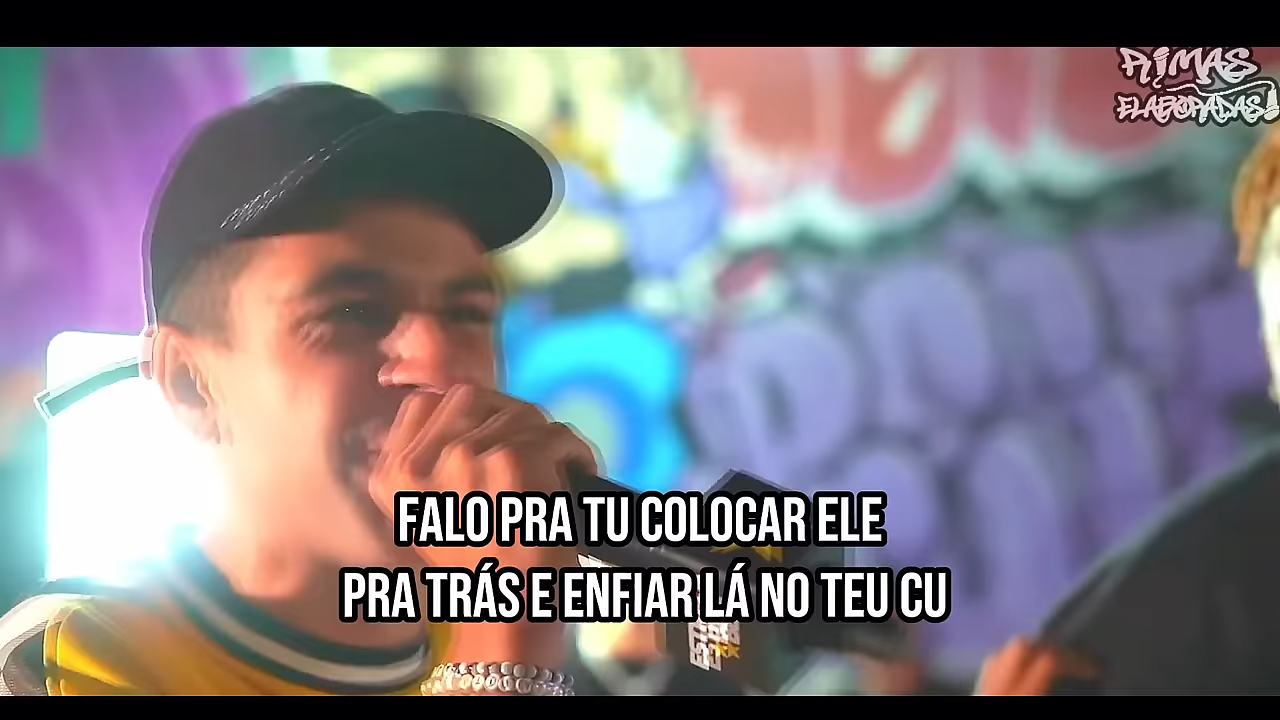 RIMAS
ELABORADAS!
FALO PRA TU COLOCAR ELE
PRA TRÁS E ENFIAR LÁ NO TEU CU